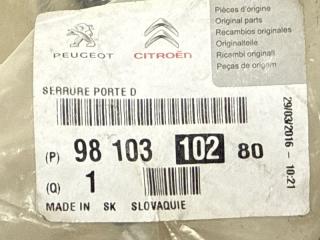 Pièces d'origine
Original parts
Recambios originales
Originalteile
Ricambi originali
Peças de origem
PEUGEOT CITROËN
SERRURE PORTE D
(P) 98 103 102 80
(Q) 1
MADE IN SK SLOVAQUIE
29/03/2016 - 10:21